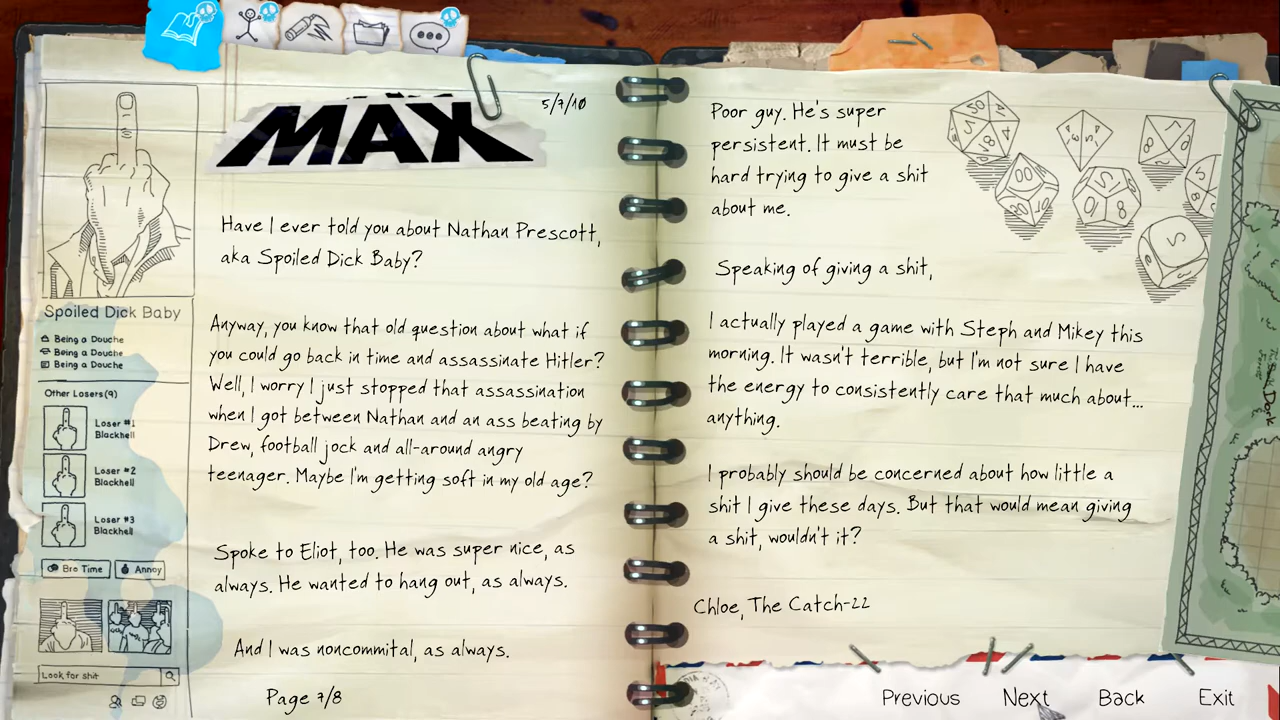 MAX
5/7/10
Have I ever told you about Nathan Prescott,
aka Spoiled Dick Baby?
Anyway, you know that old question about what if
you could go back in time and assassinate Hitler?
Well, I worry I just stopped that assassination
when I got between Nathan and an ass beating by
Drew, football jock and all-around angry
teenager. Maybe I'm getting soft in my old age?
Spoke to Eliot, too. He was super nice, as
always. He wanted to hang out, as always.
And I was noncommital, as always.
Page 7/8
Spoiled Dick Baby
Being a Douche
Being a Douche
Being a Douche
Other Losers(9)
Loser #1
Blackhell
Loser #2
Blackhell
Loser #3
Blackhell
Bro Time
Annoy
Look for shit
Poor guy. He's super
persistent. It must be
hard trying to give a shit
about me.
Speaking of giving a shit,
I actually played a game with Steph and Mikey this
morning. It wasn't terrible, but I'm not sure I have
the energy to consistently care that much about...
anything.
I probably should be concerned about how little a
shit I give these days. But that would mean giving
a shit, wouldn't it?
Chloe, The Catch-22
Previous
Next
Back
Exit